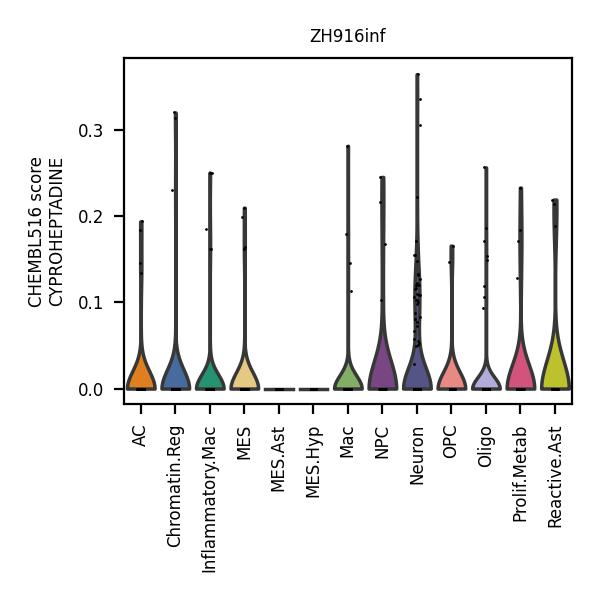 ZH916inf
CHEMBL516 score
CYPROHEPTADINE
0.3
0.2
0.1
0.0
AC
Chromatin.Reg
Inflammatory.Mac
MES
MES.Ast
MES.Hyp
Mac
NPC
Neuron
OPC
Oligo
Prolif.Metab
Reactive.Ast